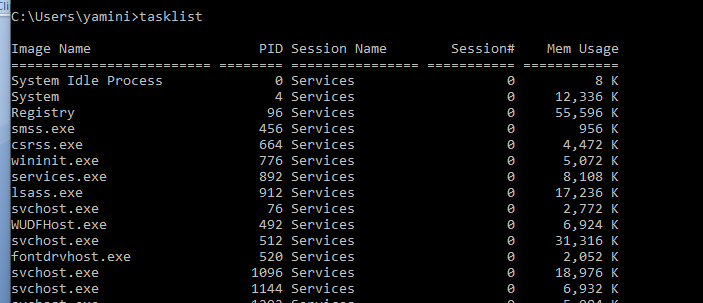 Cli
C:\Users\yamini>tasklist
Image Name                     PID Session Name        Session#    Mem Usage
========================= ======== ================ =========== ============
System Idle Process              0 Services                   0          8 K
System                           4 Services                   0     12,336 K
Registry                        96 Services                   0     55,596 K
smss.exe                       456 Services                   0        956 K
csrss.exe                      664 Services                   0      4,472 K
wininit.exe                    776 Services                   0      5,072 K
services.exe                   892 Services                   0      8,108 K
lsass.exe                      912 Services                   0     17,236 K
svchost.exe                     76 Services                   0      2,772 K
WUDFHost.exe                   492 Services                   0      6,924 K
svchost.exe                    512 Services                   0     31,316 K
fontdrvhost.exe                520 Services                   0      2,052 K
svchost.exe                   1096 Services                   0     18,976 K
svchost.exe                   1144 Services                   0      6,932 K
svchost.exe                        Services                   0